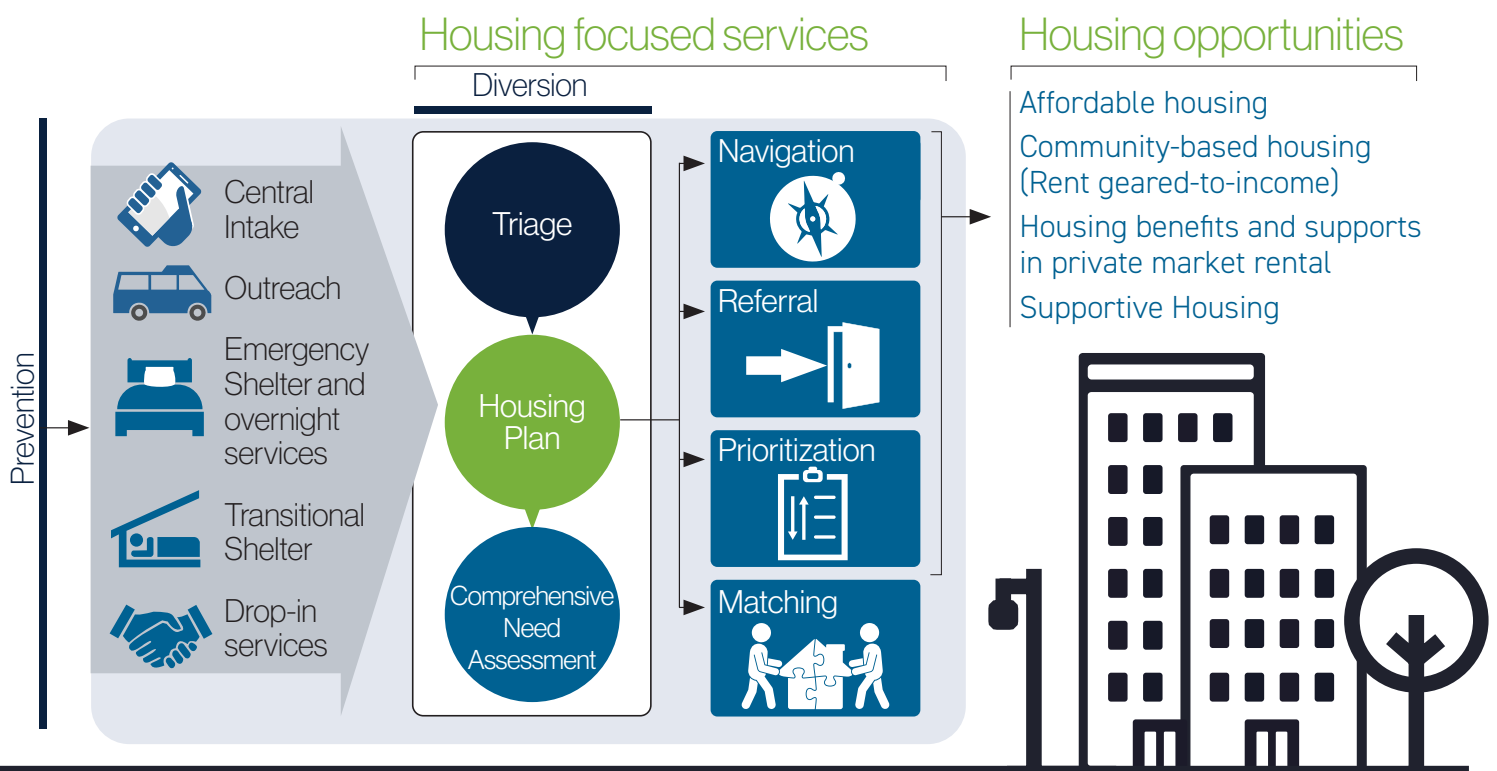 Housing focused services
Housing opportunities
Diversion
Prevention
Central
Intake
Outreach
Emergency
Shelter and
overnight
services
Transitional
Shelter
Drop-in
services
Triage
Housing
Plan
Comprehensive
Need
Assessment
Navigation
Referral
Prioritization
Matching
Affordable housing
Community-based housing
(Rent geared-to-income)
Housing benefits and supports
in private market rental
Supportive Housing